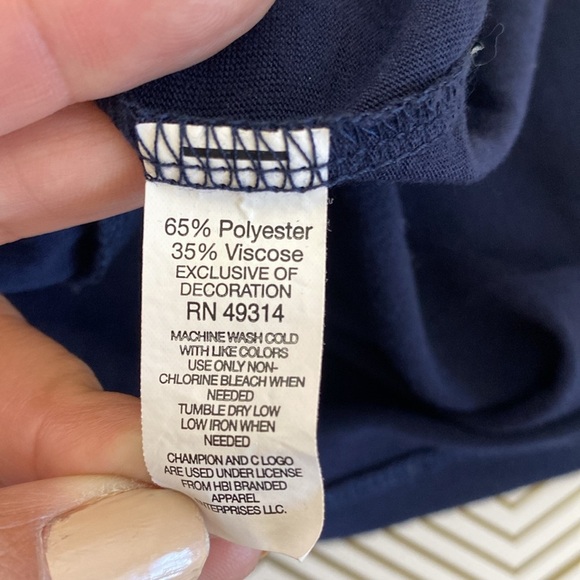 65% Polyester
35% Viscose
EXCLUSIVE OF
DECORATION
RN 49314
MACHINE WASH COLD
WITH LIKE COLORS
USE ONLY NON-
CHLORINE BLEACH WHEN
NEEDED
TUMBLE DRY LOW
LOW IRON WHEN
NEEDED
CHAMPION AND C LOGO
ARE USED UNDER LICENSE
FROM HBI BRANDED
APPAREL
LLC.